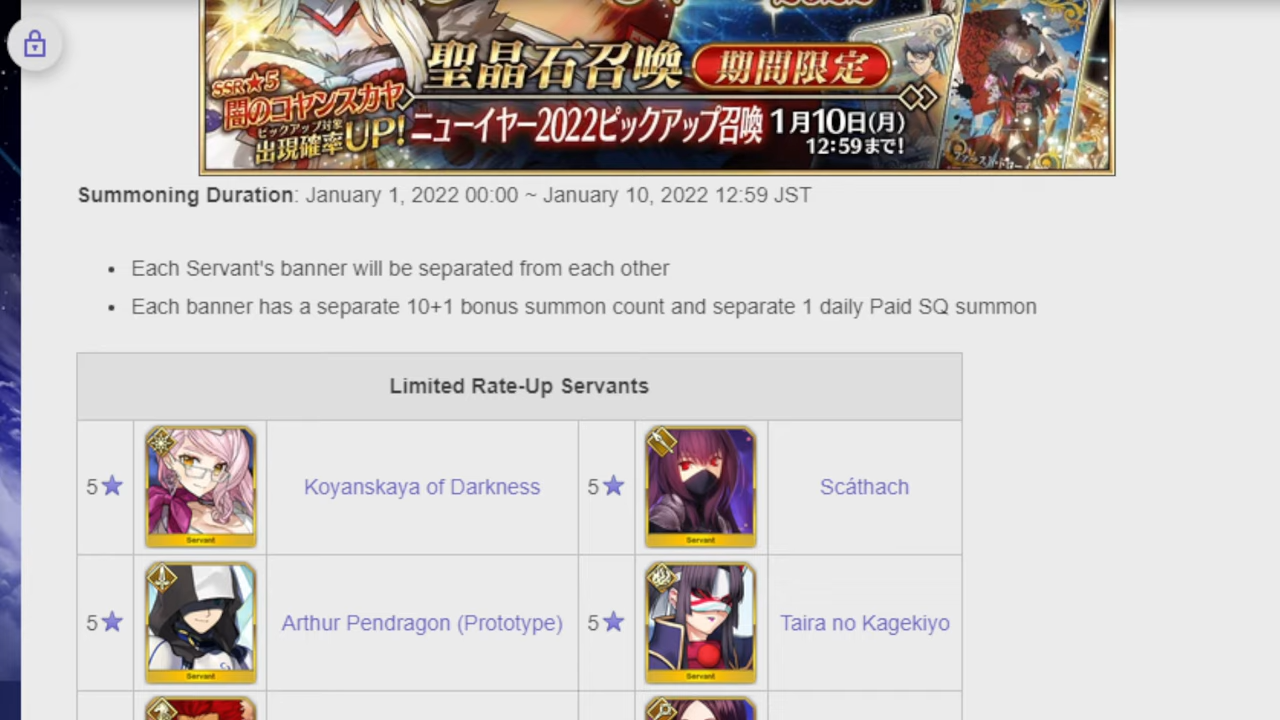 聖晶石召喚 期間限定
SSR★5
闇のコヤンスカヤ
ピックアップ対象
出現確率UP!
ニューイヤー2022ピックアップ召喚 1月10日(月)
12:59まで!
Summoning Duration: January 1, 2022 00:00 ~ January 10, 2022 12:59 JST
• Each Servant's banner will be separated from each other
• Each banner has a separate 10+1 bonus summon count and separate 1 daily Paid SQ summon
Limited Rate-Up Servants
5★ Servant Koyanskaya of Darkness 5★ Servant Scáthach
5★ Servant Arthur Pendragon (Prototype) 5★ Servant Taira no Kagekiyo